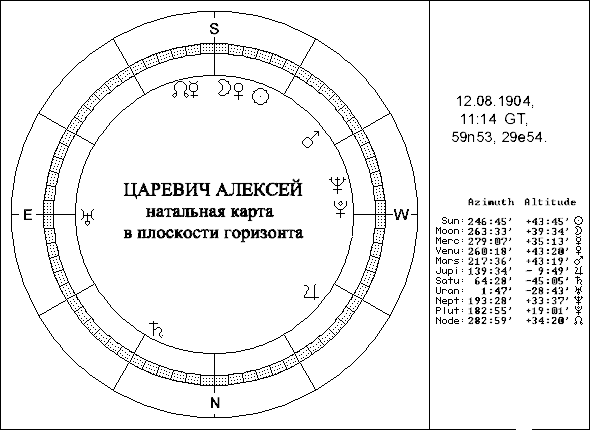 S
E
W
N
ЦАРЕВИЧ АЛЕКСЕЙ
натальная карта
в плоскости горизонта
12.08.1904,
11:14 GT,
59n53, 29e54.
Azimuth Altitude
Sun: 246:45' +43:45' ☉
Moon: 263:33' +39:34' ☽
Merc: 279:07' +35:13' ☿
Venu: 260:18' +43:20' ♀
Mars: 217:36' +43:19' ♂
Jupi: 139:34' - 9:49' ♃
Satu: 64:28' -45:05' ♄
Uran: 1:47' -28:43' ♅
Nept: 193:28' +33:37' ♆
Plut: 182:55' +19:01'
Node: 282:59' +34:20' ☊